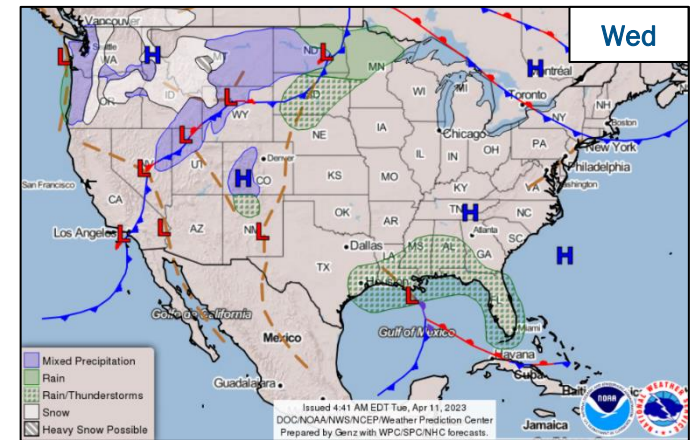 Wed
Vancouver
Seattle
WA
MT
ND
MN
OR
ID
WY
SD
WI
MI
Montréal
Toronto
NH
NY
Boston
New York
NE
IA
Chicago
IL
IN
OH
PA
Philadelphia
Washington
NV
UT
Denver
CO
KS
MO
KY
VA
San Francisco
CA
Los Angeles
AZ
NM
OK
AR
TN
NC
Atlanta
SC
Dallas
TX
LA
MS
AL
GA
FL
Miami
Golfo de California
Gulf of Mexico
Mexico
Havana
Cuba
Guadalajara
Jamaica
H
H
H
H
H
L
L
L
L
L
L
L
L
L
Mixed Precipitation
Rain
Rain/Thunderstorms
Snow
Heavy Snow Possible
Issued 4:41 AM EDT Tue, Apr 11, 2023
DOC/NOAA/NWS/NCEP/Weather Prediction Center
Prepared by Genz with WPC/SPC/NHC forecasts.
NOAA